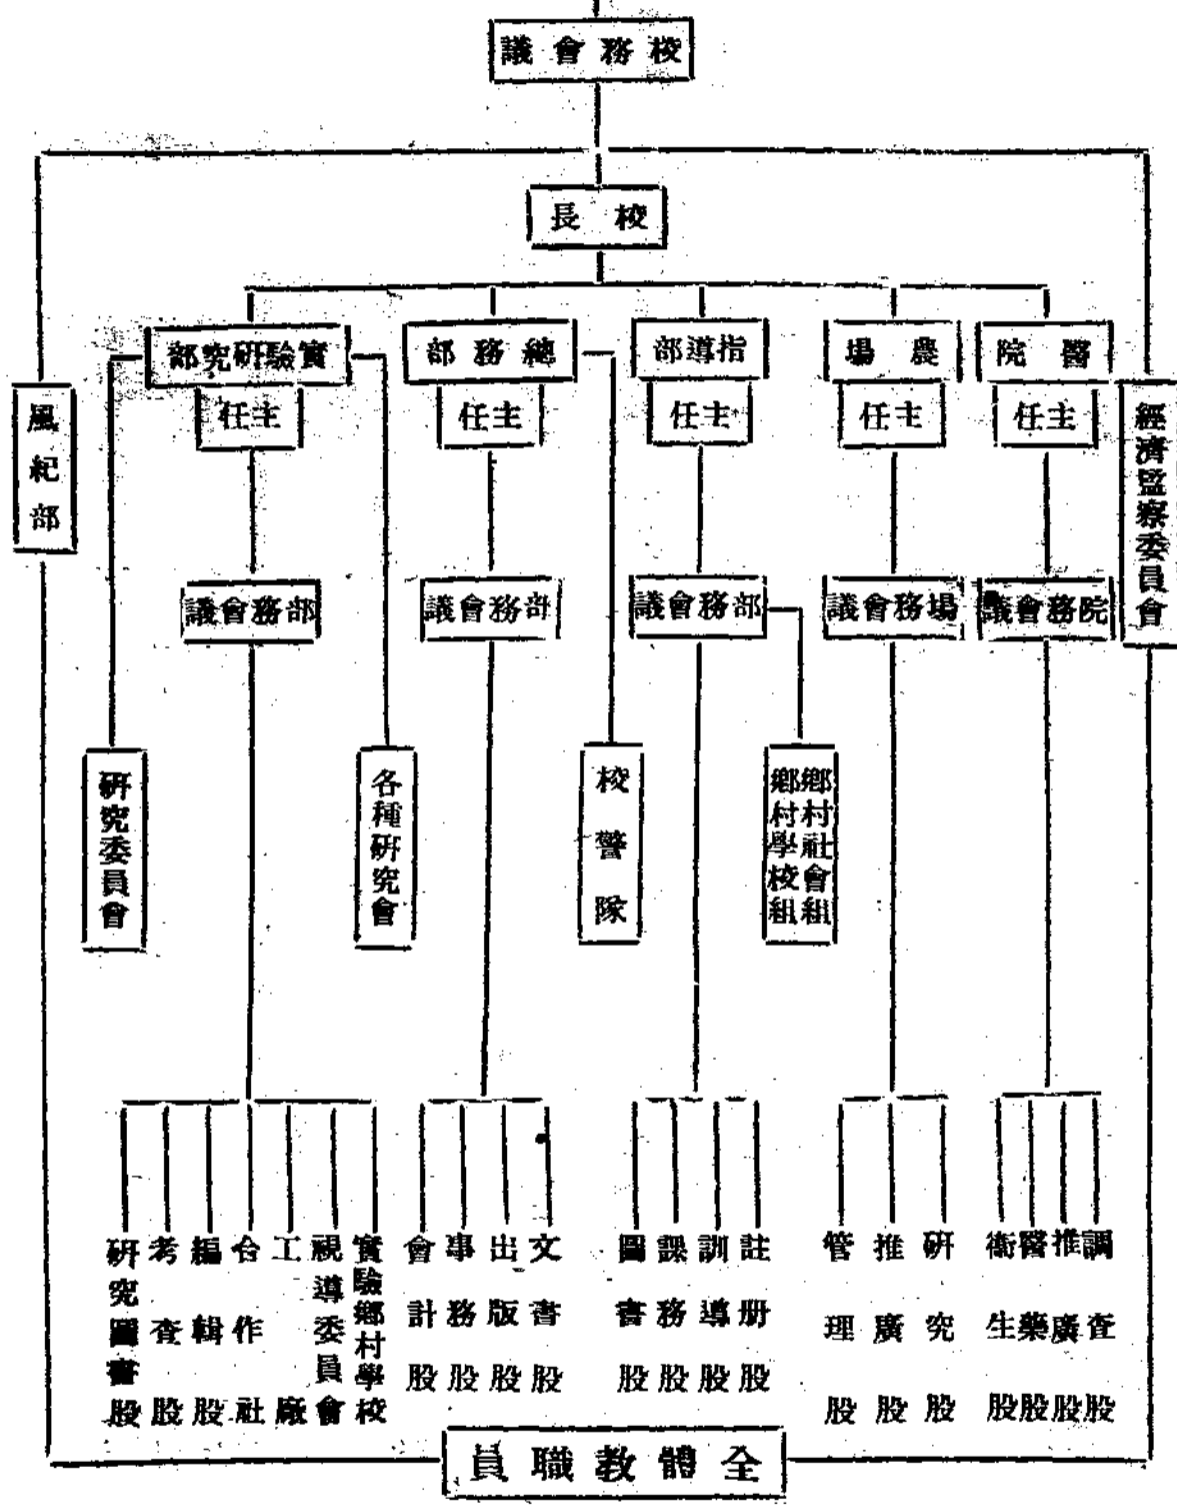 校務會議
校長
醫院
農場
指導部
總務部
實驗研究部
主任
主任
主任
主任
主任
經濟監察委員會
風紀部
院務會議
場務會議
部務會議
部務會議
部務會議
鄉村社會組
鄉村學校組
校警隊
各種研究會
研究委員會
調查股
推廣股
醫藥股
衞生股
研究股
推廣股
管理股
註册股
訓導股
課務股
圖書股
文書股
出版股
事務股
會計股
實驗鄉村學校
視導委員會
工廠
合作社
編輯股
考查股
研究圖書股
全體教職員